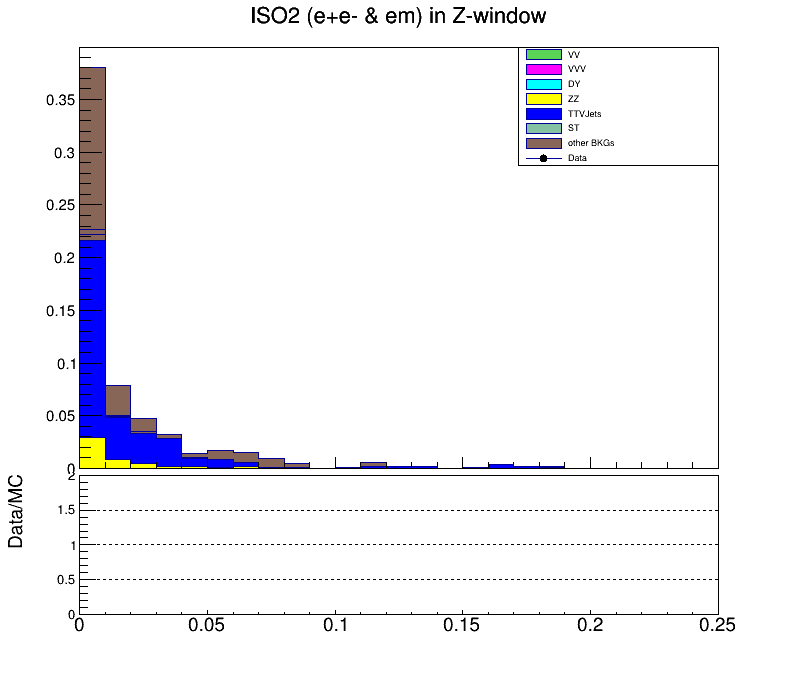 ISO2 (e+e- & em) in Z-window
VV
VVV
DY
ZZ
TTVJets
ST
other BKGs
Data
0.35
0.3
0.25
0.2
0.15
0.1
0.05
0
2
1.5
1
0.5
0
Data/MC
0 0.05 0.1 0.15 0.2 0.25